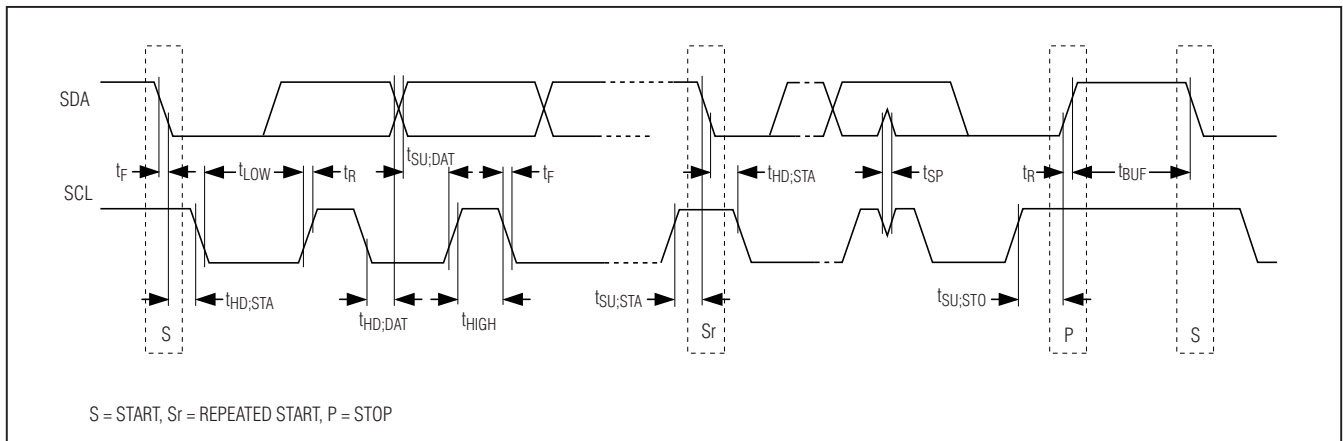 SDA
tF
tLOW
tR
tSU;DAT
tF
tHD;STA
tSP
tR
tBUF
SCL
tHD;STA
tHD;DAT
tHIGH
tSU;STA
tSU;STO
S
Sr
P
S
S = START, Sr = REPEATED START, P = STOP